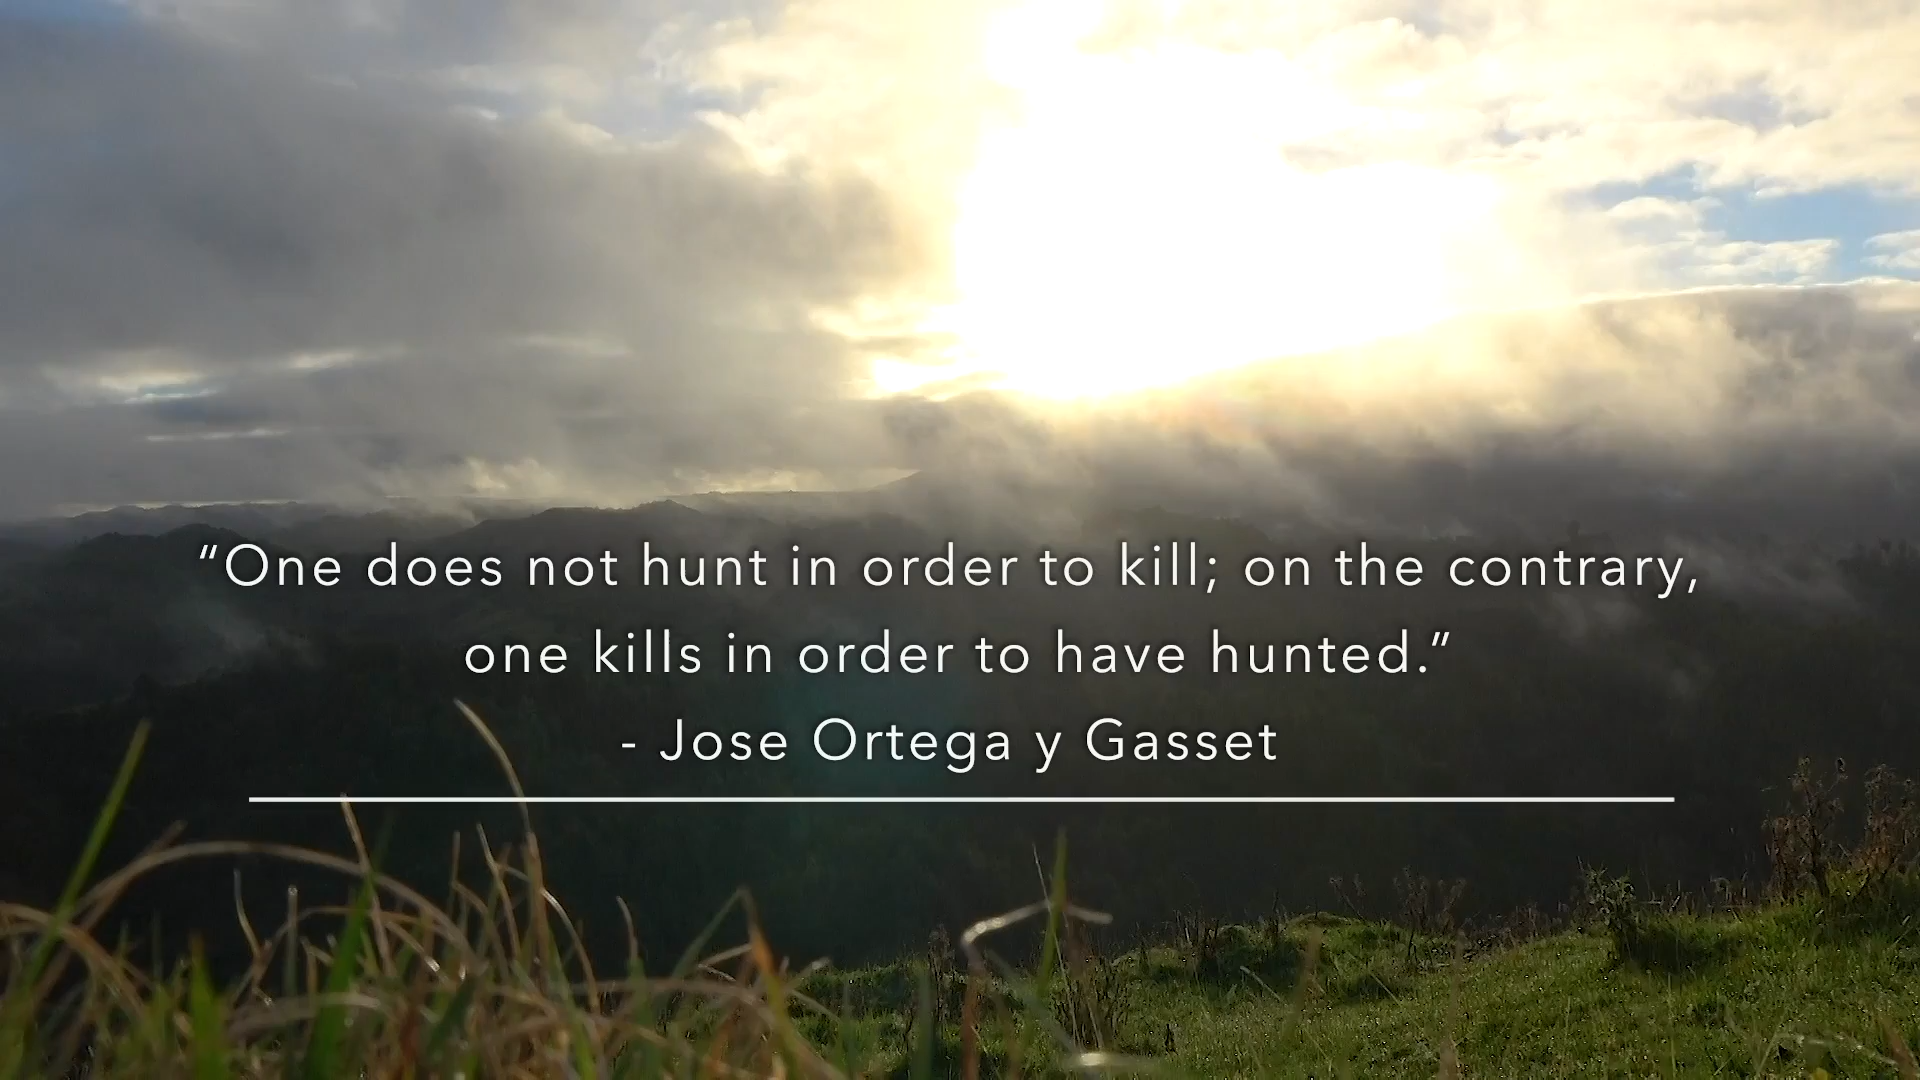 “One does not hunt in order to kill; on the contrary,
one kills in order to have hunted.”
- Jose Ortega y Gasset